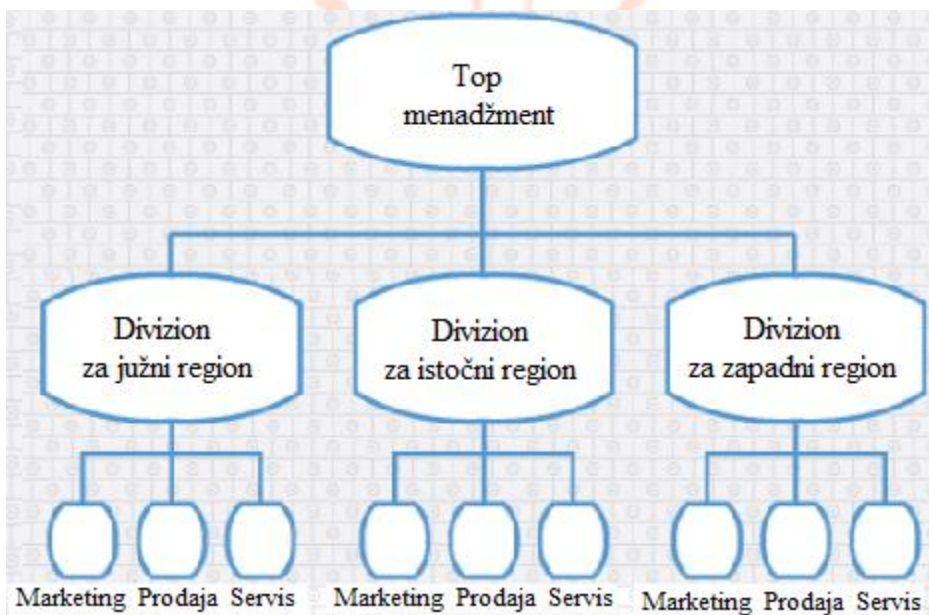 Top
menadžment
Divizion
za južni region
Divizion
za istočni region
Divizion
za zapadni region
Marketing Prodaja Servis
Marketing Prodaja Servis
Marketing Prodaja Servis